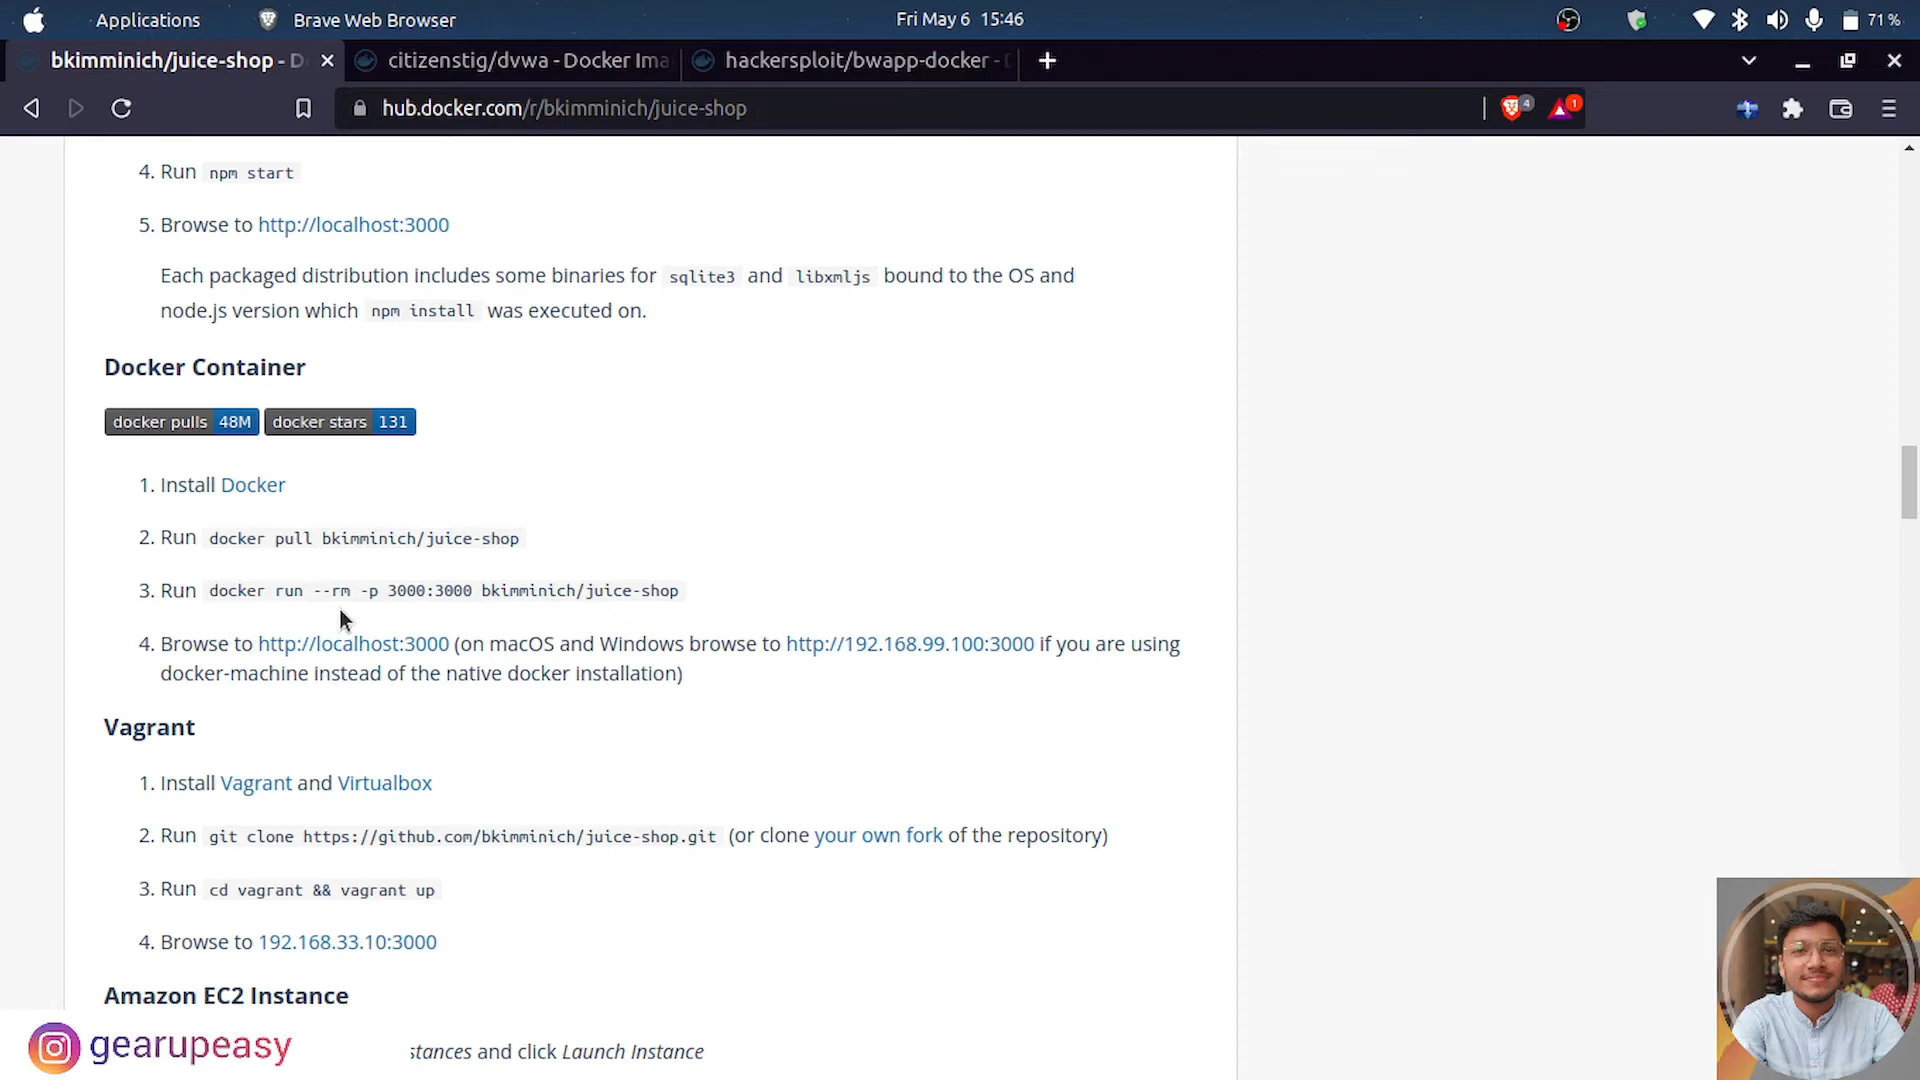 Applications Brave Web Browser Fri May 6 15:46 71 %
bkimminich/juice-shop - D citizenstig/dvwa - Docker Ima hackersploit/bwapp-docker -
hub.docker.com/r/bkimminich/juice-shop 4 1
4. Run npm start
5. Browse to http://localhost:3000
Each packaged distribution includes some binaries for sqlite3 and libxmljs bound to the OS and
node.js version which npm install was executed on.
Docker Container
docker pulls 48M docker stars 131
1. Install Docker
2. Run docker pull bkimminich/juice-shop
3. Run docker run --rm -p 3000:3000 bkimminich/juice-shop
4. Browse to http://localhost:3000 (on macOS and Windows browse to http://192.168.99.100:3000 if you are using
docker-machine instead of the native docker installation)
Vagrant
1. Install Vagrant and Virtualbox
2. Run git clone https://github.com/bkimminich/juice-shop.git (or clone your own fork of the repository)
3. Run cd vagrant && vagrant up
4. Browse to 192.168.33.10:3000
Amazon EC2 Instance
stances and click Launch Instance
gearupeasy